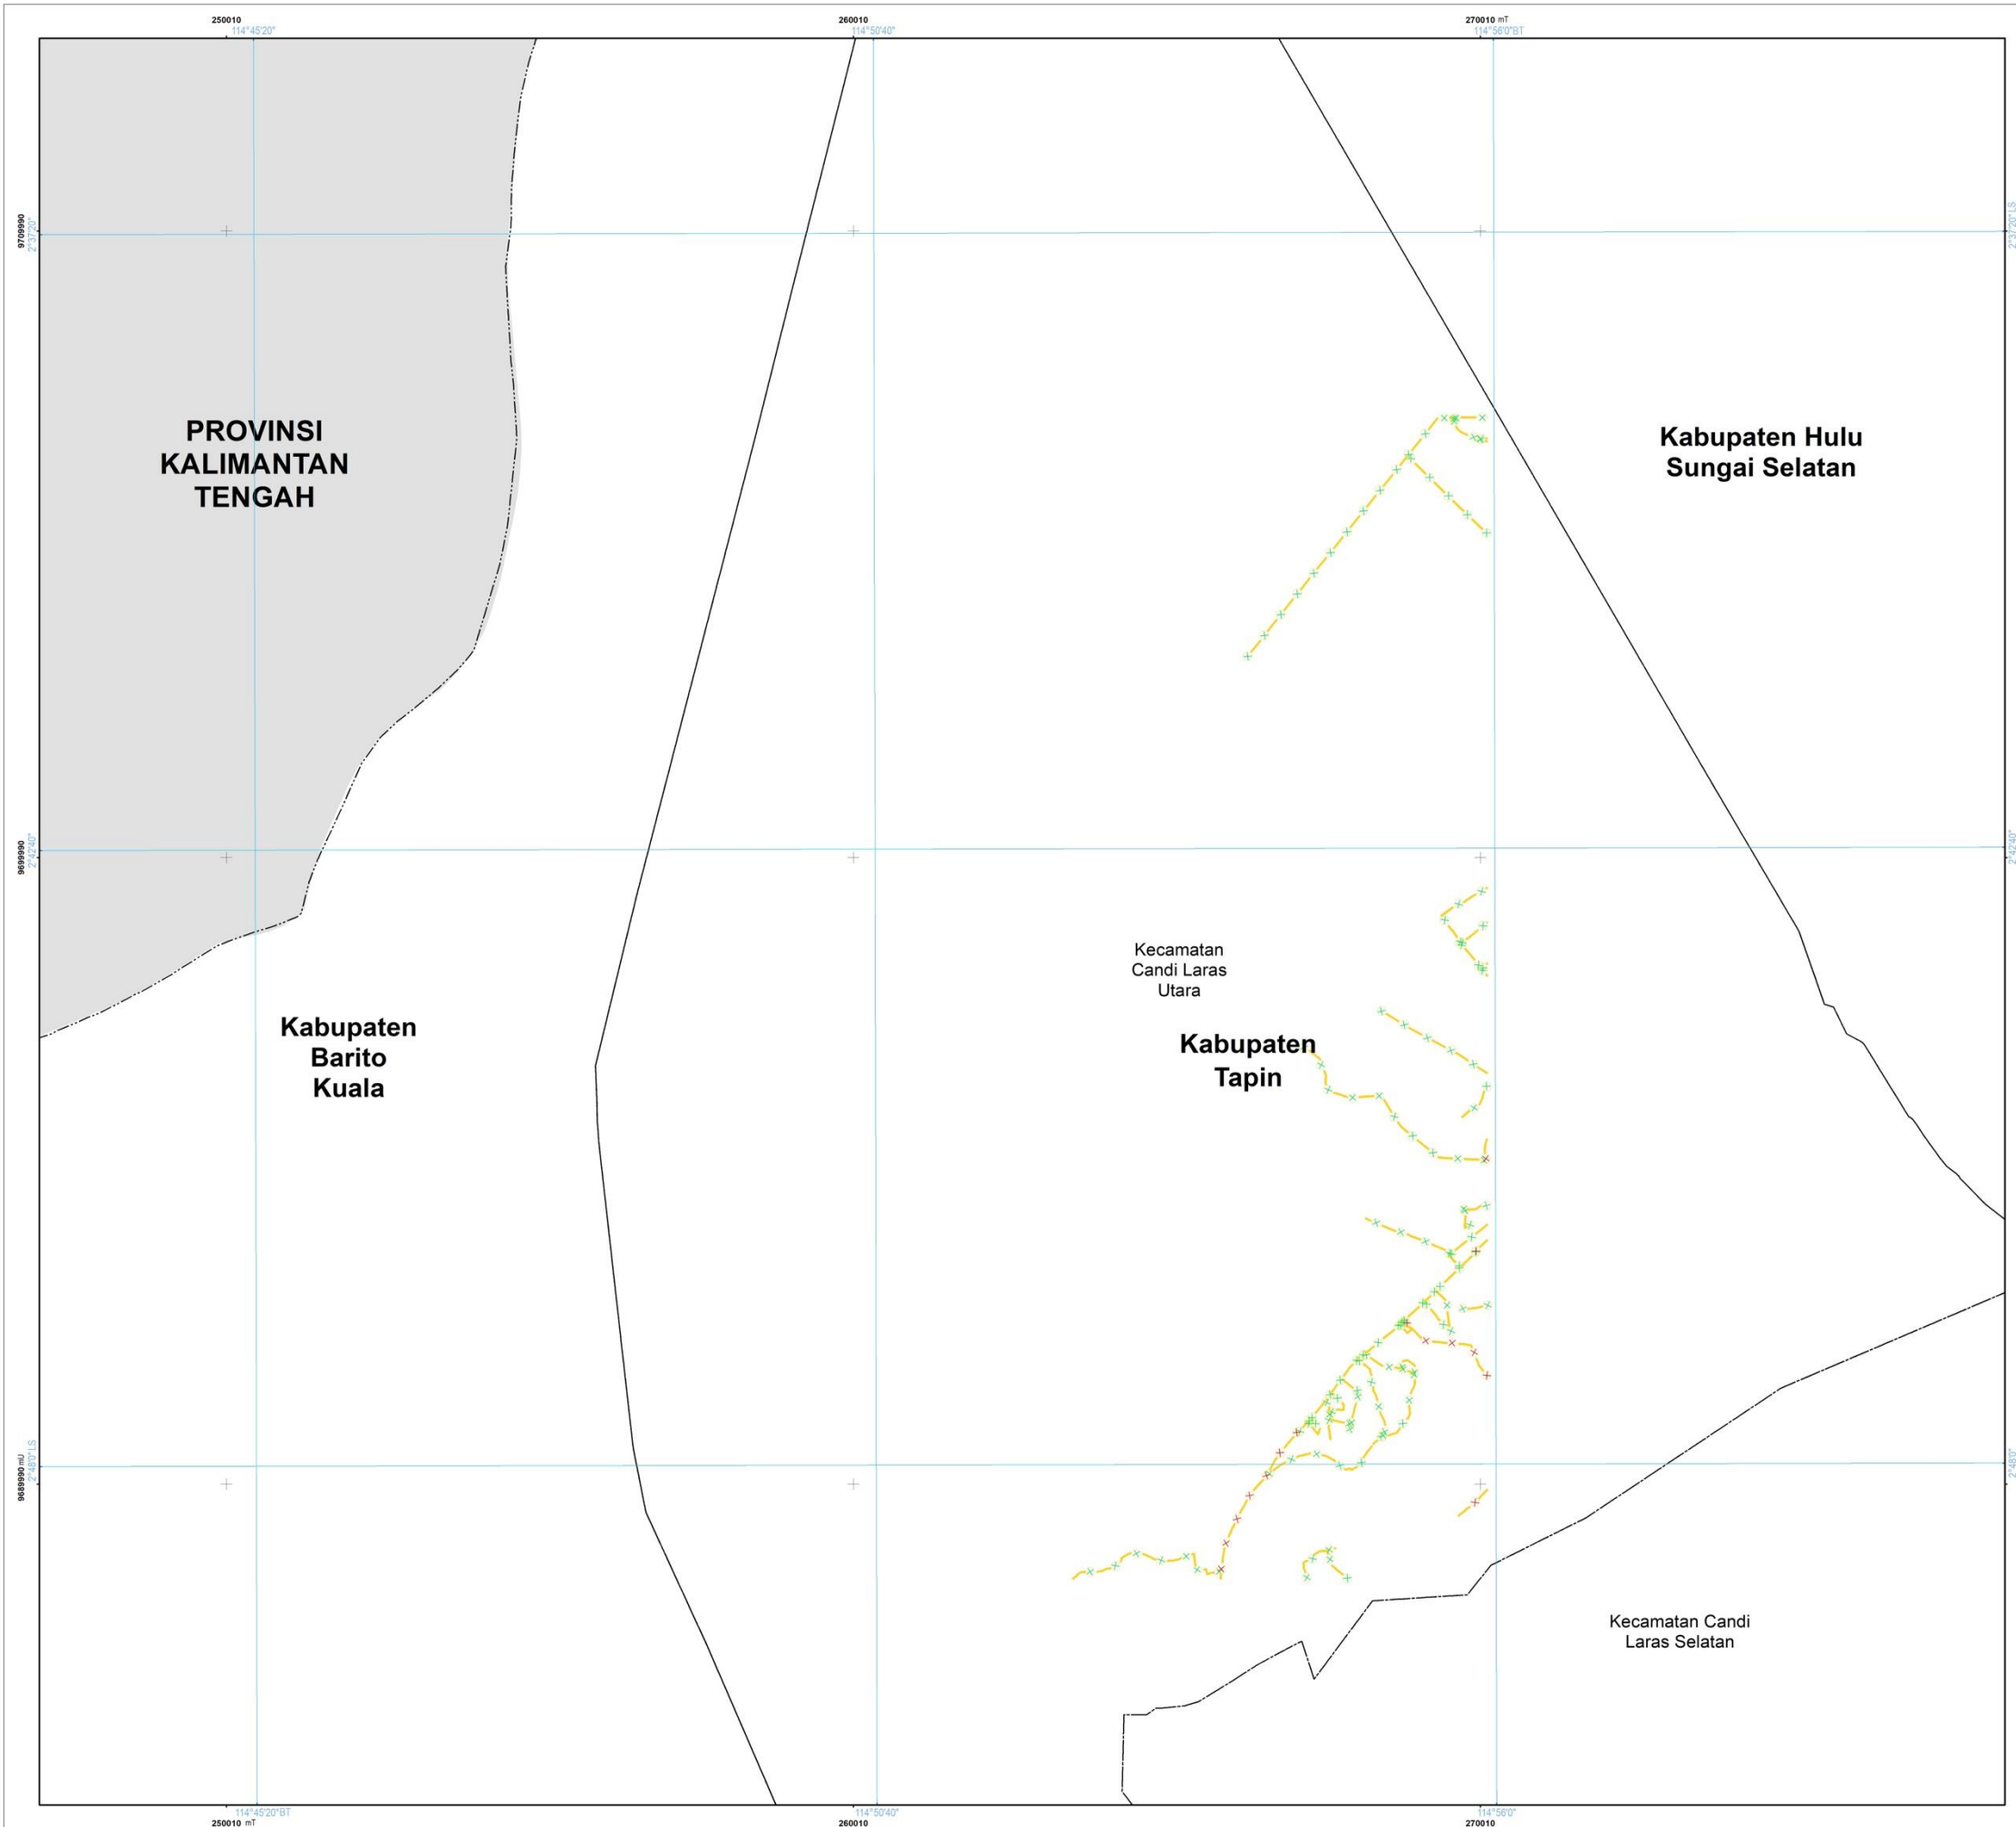 250010
260010
270010 mT
114°45'20"
114°50'40"
114°56'0"BT
9709990
2°37'20"
2°37'20"LS
PROVINSI
KALIMANTAN
TENGAH
Kabupaten Hulu
Sungai Selatan
9699990
2°42'40"
2°42'40"
Kecamatan
Candi Laras
Utara
Kabupaten
Barito
Kuala
Kabupaten
Tapin
9689990 mU
2°48'0"LS
2°48'0"
Kecamatan Candi
Laras Selatan
114°45'20"BT
114°50'40"
114°56'0"
250010 mT
260010
270010